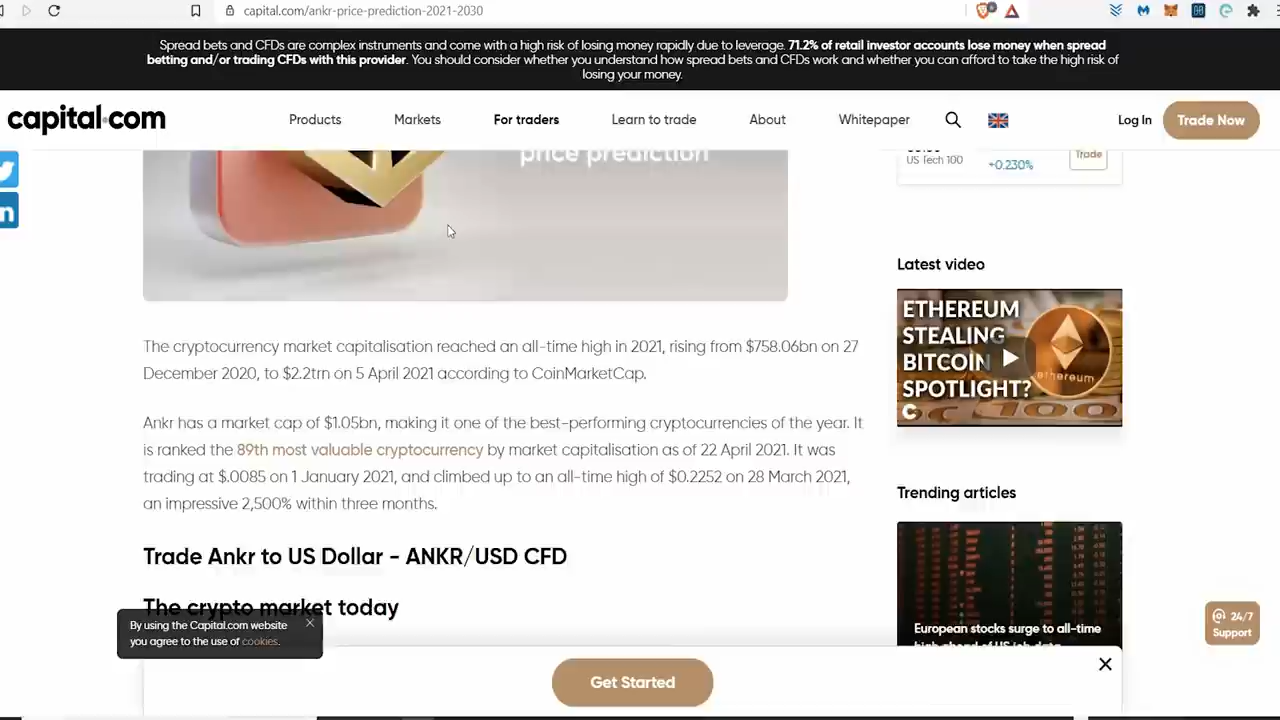 capital.com/ankr-price-prediction-2021-2030
Spread bets and CFDs are complex instruments and come with a high risk of losing money rapidly due to leverage. 71.2% of retail investor accounts lose money when spread
betting and/or trading CFDs with this provider. You should consider whether you understand how spread bets and CFDs work and whether you can afford to take the high risk of
losing your money.
capital.com
Products
Markets
For traders
Learn to trade
About
Whitepaper
Log In
Trade Now
price prediction
US Tech 100
+0.230%
Trade
in
Latest video
ETHEREUM
STEALING
BITCOIN
SPOTLIGHT?
ethereum
The cryptocurrency market capitalisation reached an all-time high in 2021, rising from $758.06bn on 27
December 2020, to $2.2trn on 5 April 2021 according to CoinMarketCap.
Ankr has a market cap of $1.05bn, making it one of the best-performing cryptocurrencies of the year. It
is ranked the 89th most valuable cryptocurrency by market capitalisation as of 22 April 2021. It was
trading at $.0085 on 1 January 2021, and climbed up to an all-time high of $0.2252 on 28 March 2021,
an impressive 2,500% within three months.
Trending articles
Trade Ankr to US Dollar - ANKR/USD CFD
The crypto market today
By using the Capital.com website
you agree to the use of cookies.
European stocks surge to all-time
24/7
Support
Get Started